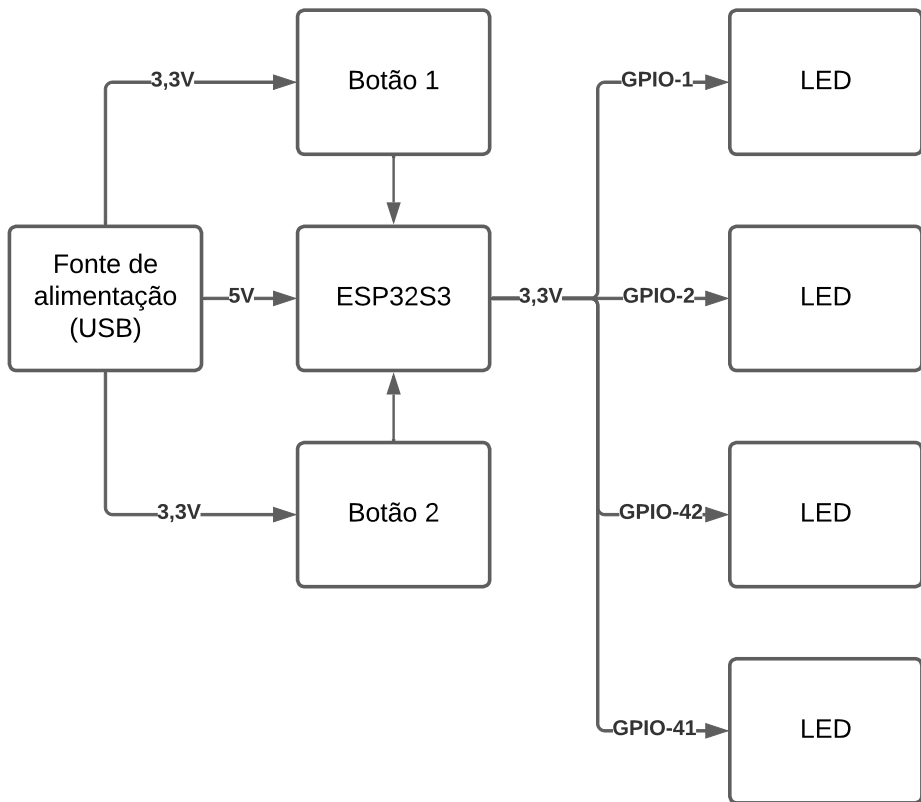 3,3V
Botão 1
GPIO-1
LED
Fonte de
alimentação
(USB)
5V
ESP32S3
3,3V
GPIO-2
LED
3,3V
Botão 2
GPIO-42
LED
GPIO-41
LED